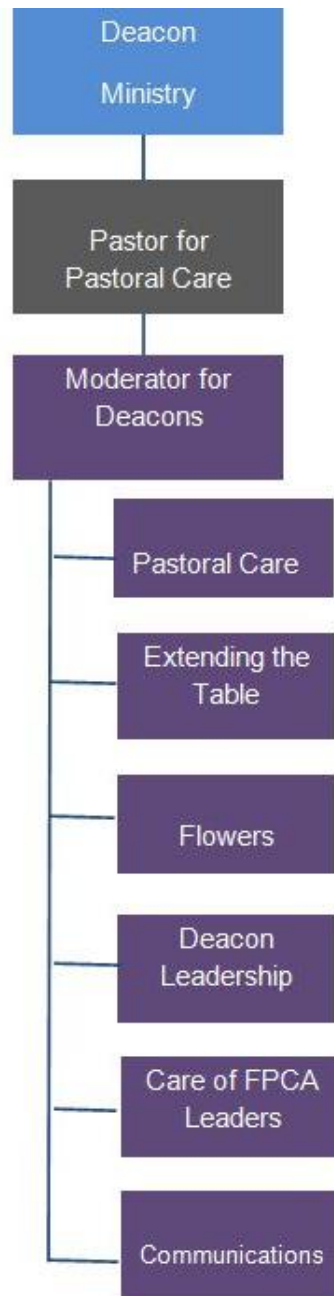 Deacon
Ministry
Pastor for
Pastoral Care
Moderator for
Deacons
Pastoral Care
Extending the
Table
Flowers
Deacon
Leadership
Care of FPCA
Leaders
Communications